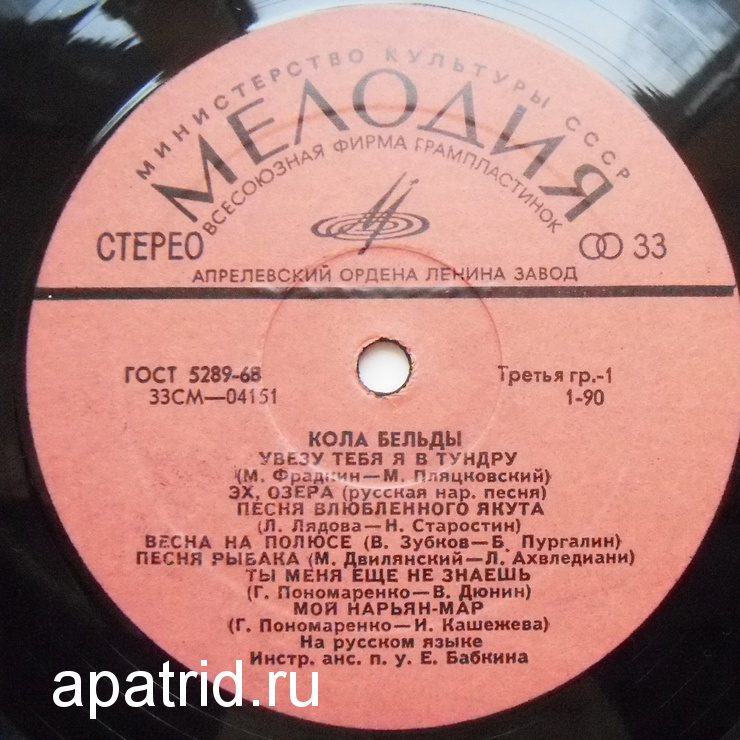 МИНИСТЕРСТВО КУЛЬТУРЫ СССР
МЕЛОДИЯ
ВСЕСОЮЗНАЯ ФИРМА ГРАМПЛАСТИНОК
СТЕРЕО
33
АПРЕЛЕВСКИЙ ОРДЕНА ЛЕНИНА ЗАВОД
ГОСТ 5289-68
Третья гр.-1
33СМ—04151
1-90
КОЛА БЕЛЬДЫ
УВЕЗУ ТЕБЯ Я В ТУНДРУ
(М. Фрадкин—М. Пляцковский)
ЭХ, ОЗЕРА (русская нар. песня)
ПЕСНЯ ВЛЮБЛЕННОГО ЯКУТА
(Л. Лядова—Н. Старостин)
ВЕСНА НА ПОЛЮСЕ (В. Зубков—Б. Пургалин)
ПЕСНЯ РЫБАКА (М. Двилянский—Л. Ахвледиани)
ТЫ МЕНЯ ЕЩЕ НЕ ЗНАЕШЬ
(Г. Пономаренко—В. Дюнин)
МОЙ НАРЬЯН-МАР
(Г. Пономаренко—И. Кашежева)
На русском языке
Инстр. анс. п. у. Е. Бабкина
apatrid.ru